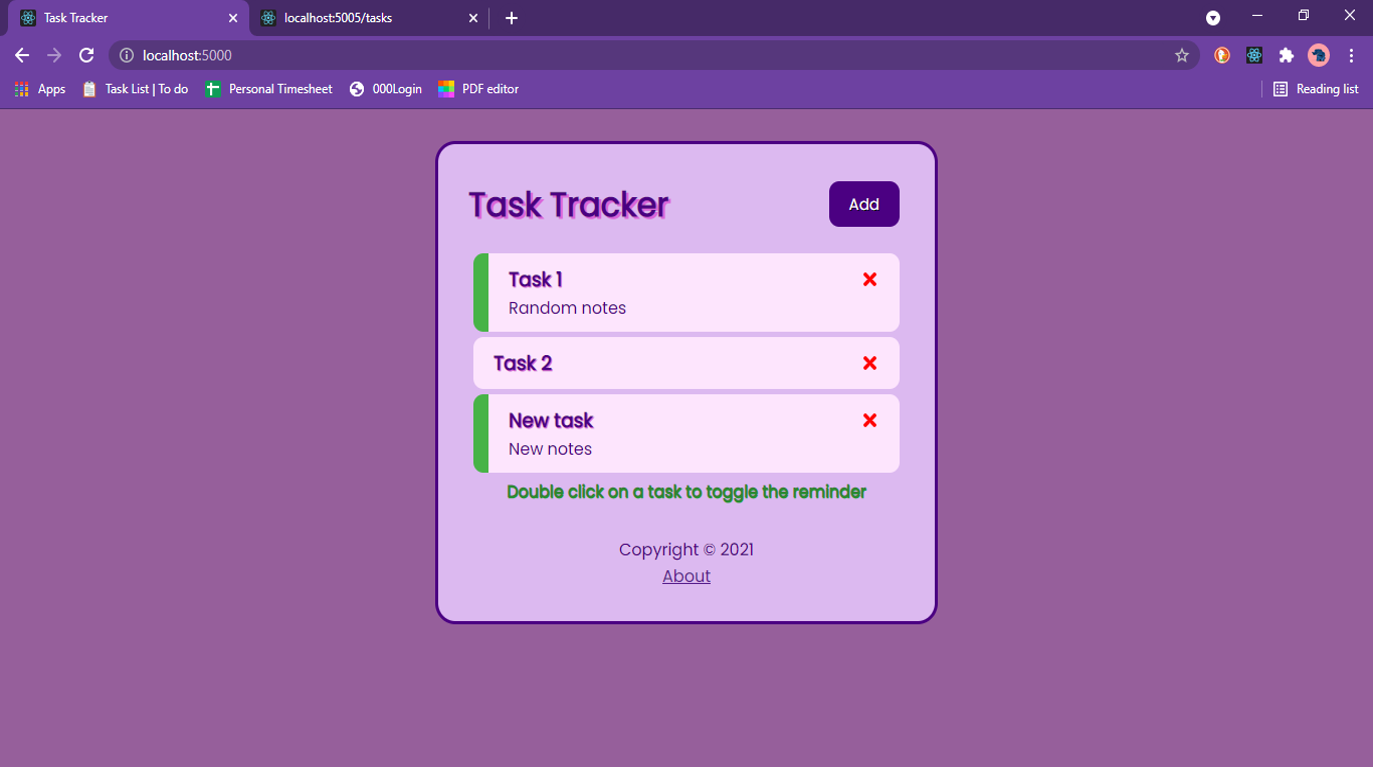 Task Tracker
localhost:5005/tasks
localhost:5000
Apps
Task List | To do
Personal Timesheet
000Login
PDF editor
Reading list
Task Tracker
Add
Task 1
Random notes
Task 2
New task
New notes
Double click on a task to toggle the reminder
Copyright © 2021
About